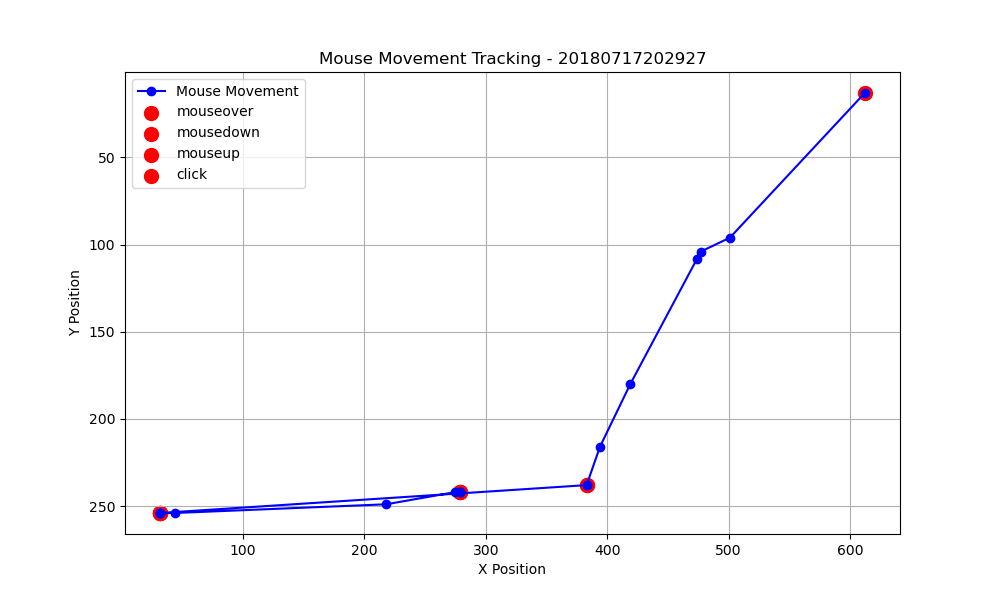 Mouse Movement Tracking - 20180717202927
Mouse Movement
mouseover
mousedown
mouseup
click
50
100
150
200
250
Y Position
100 200 300 400 500 600
X Position